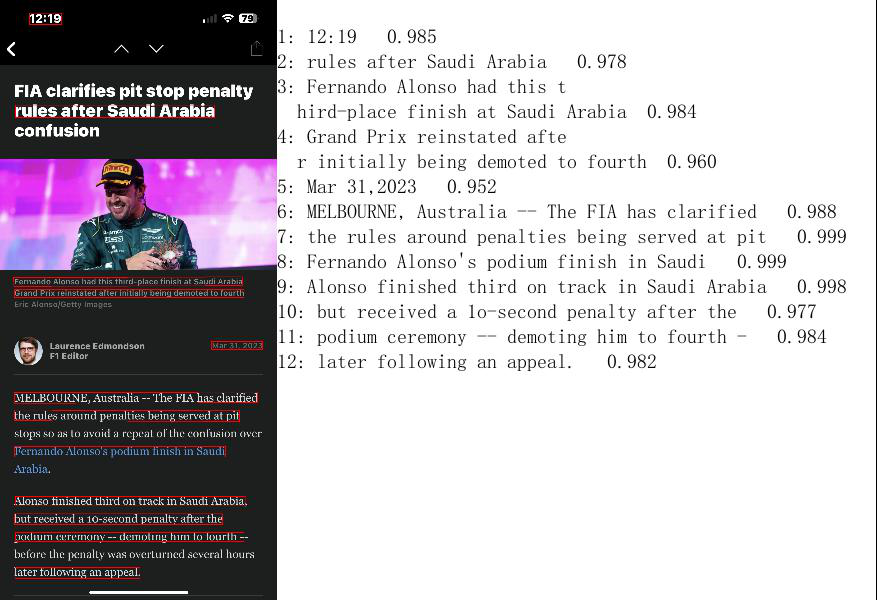 12:19
79
FIA clarifies pit stop penalty
rules after Saudi Arabia
confusion
Fernando Alonso had this third-place finish at Saudi Arabia
Grand Prix reinstated after initially being demoted to fourth
Eric Alonso/Getty Images
Laurence Edmondson
F1 Editor
Mar 31, 2023
MELBOURNE, Australia -- The FIA has clarified
the rules around penalties being served at pit
stops so as to avoid a repeat of the confusion over
Fernando Alonso's podium finish in Saudi
Arabia.
Alonso finished third on track in Saudi Arabia,
but received a 10-second penalty after the
podium ceremony -- demoting him to fourth --
before the penalty was overturned several hours
later following an appeal.
1: 12:19 0.985
2: rules after Saudi Arabia 0.978
3: Fernando Alonso had this t
hird-place finish at Saudi Arabia 0.984
4: Grand Prix reinstated afte
r initially being demoted to fourth 0.960
5: Mar 31,2023 0.952
6: MELBOURNE, Australia -- The FIA has clarified 0.988
7: the rules around penalties being served at pit 0.999
8: Fernando Alonso's podium finish in Saudi 0.999
9: Alonso finished third on track in Saudi Arabia 0.998
10: but received a 1o-second penalty after the 0.977
11: podium ceremony -- demoting him to fourth - 0.984
12: later following an appeal. 0.982